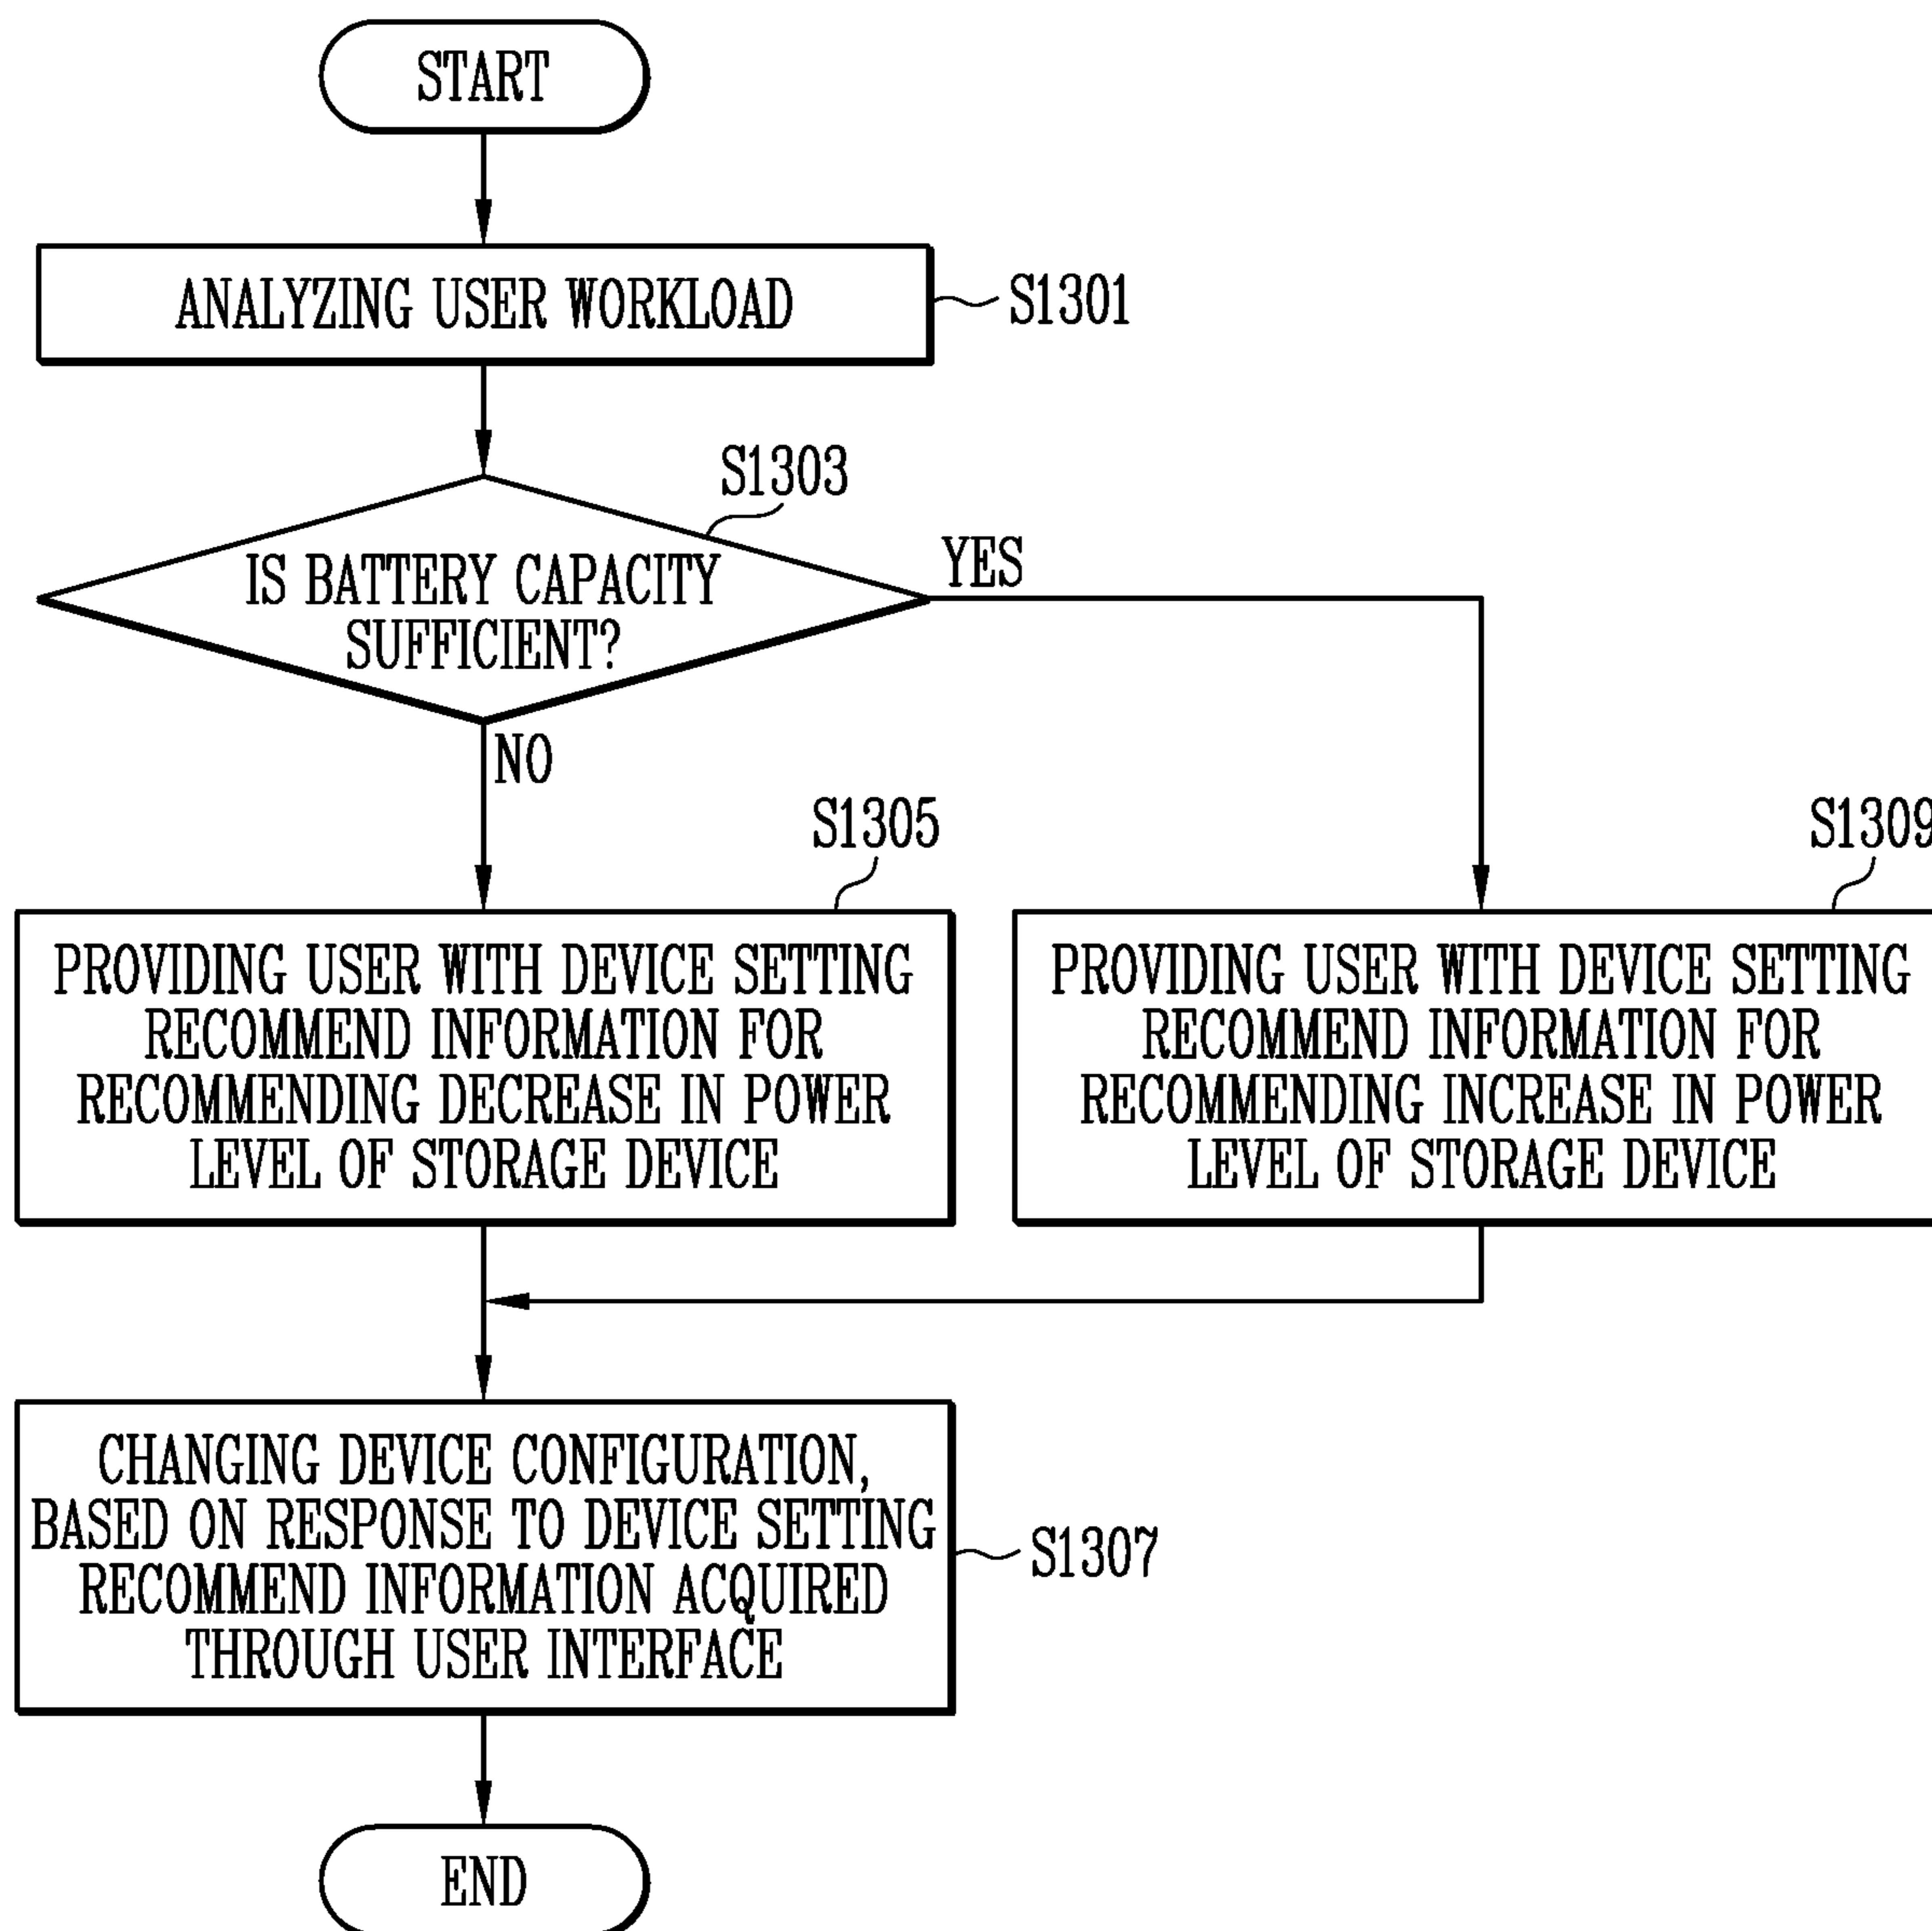 START
ANALYZING USER WORKLOAD
S1301
S1303
IS BATTERY CAPACITY
SUFFICIENT?
YES
NO
S1305
PROVIDING USER WITH DEVICE SETTING
RECOMMEND INFORMATION FOR
RECOMMENDING DECREASE IN POWER
LEVEL OF STORAGE DEVICE
S1309
PROVIDING USER WITH DEVICE SETTING
RECOMMEND INFORMATION FOR
RECOMMENDING INCREASE IN POWER
LEVEL OF STORAGE DEVICE
CHANGING DEVICE CONFIGURATION,
BASED ON RESPONSE TO DEVICE SETTING
RECOMMEND INFORMATION ACQUIRED
THROUGH USER INTERFACE
S1307
END